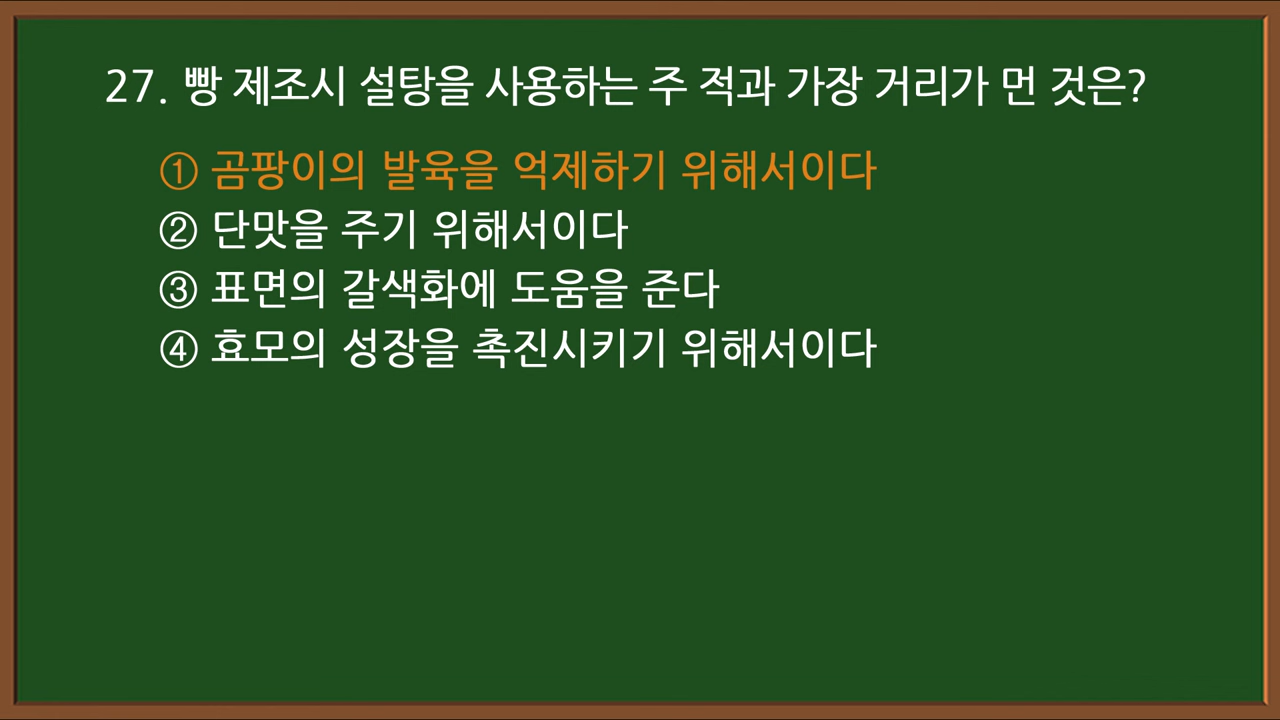 27. 빵 제조시 설탕을 사용하는 주 적과 가장 거리가 먼 것은?
① 곰팡이의 발육을 억제하기 위해서이다
② 단맛을 주기 위해서이다
③ 표면의 갈색화에 도움을 준다
④ 효모의 성장을 촉진시키기 위해서이다